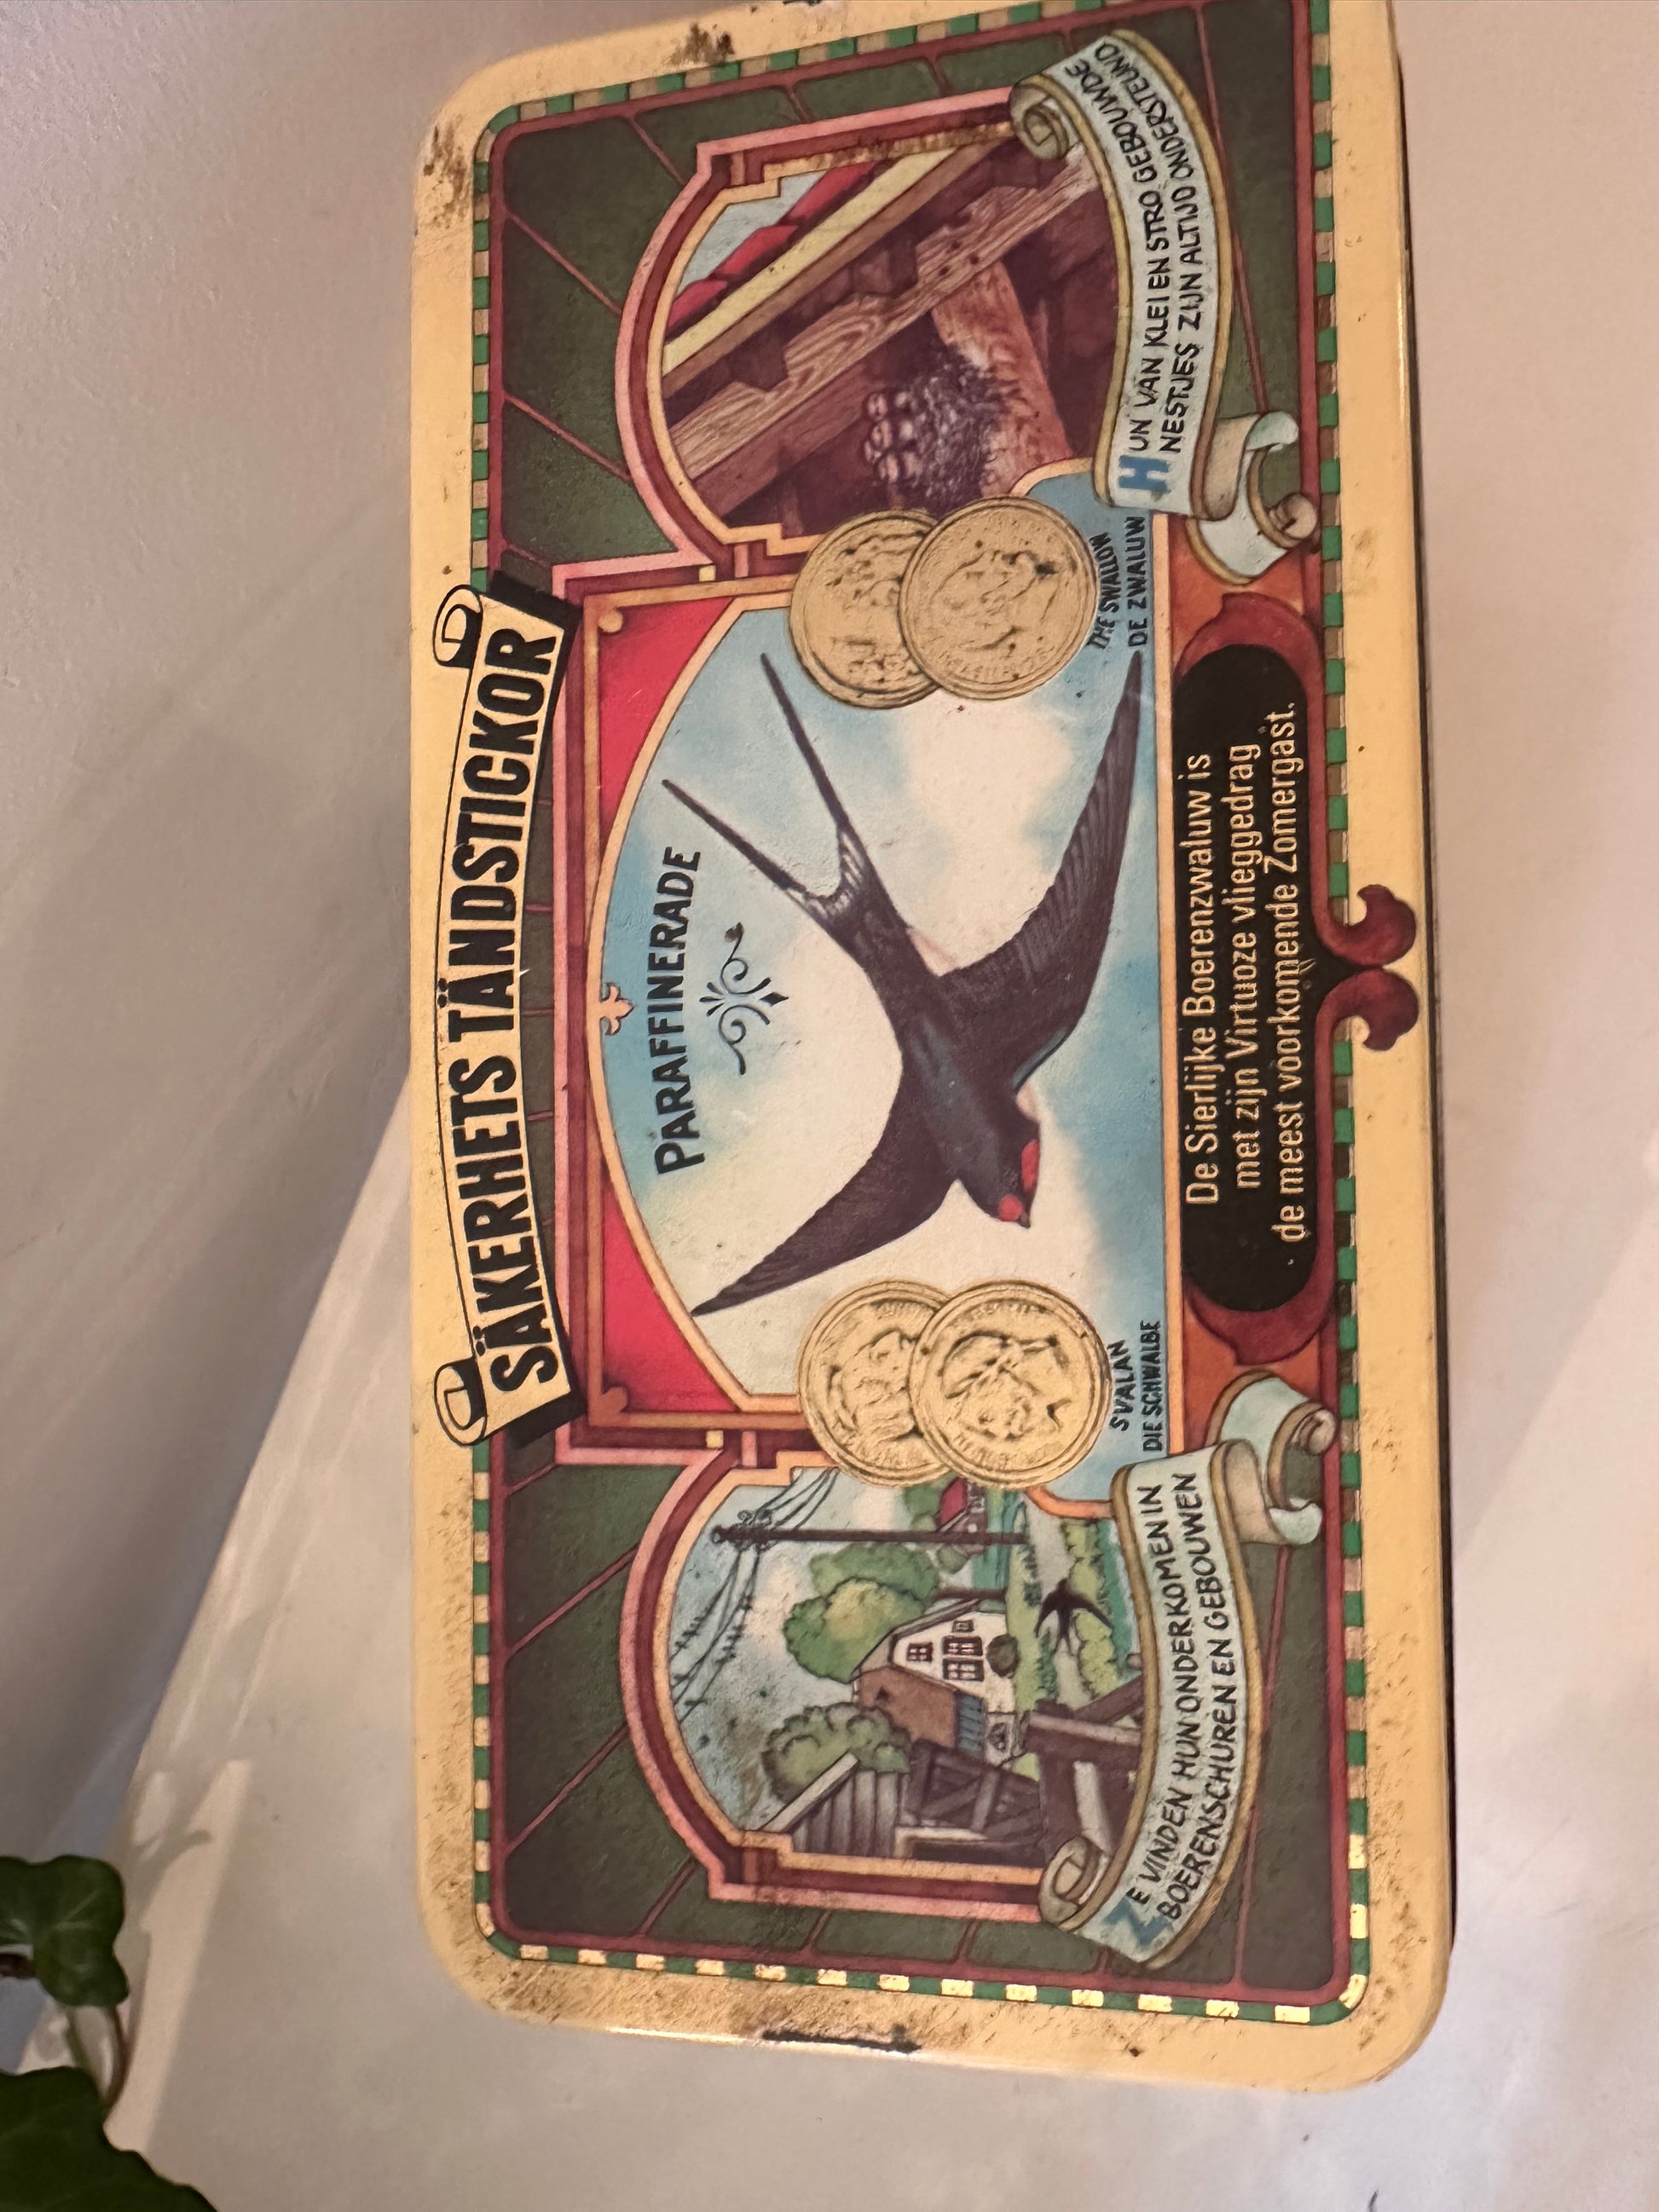 SÄKERHETS TÄNDSTICKOR
PARAFFINERADE
SVALAN
DIE SCHWALBE
THE SWALLOW
DE ZWALUW
ZE VINDEN HUN ONDERKOMEN IN
BOERENSCHUREN EN GEBOUWEN
De Sierlijke Boerenzwaluw is
met zijn Virtuoze vlieggedrag
de meest voorkomende Zomergast.
HUN VAN KLEI EN STRO GEBOUWDE
NESTJES ZIJN ALTIJD ONDERSTEUND